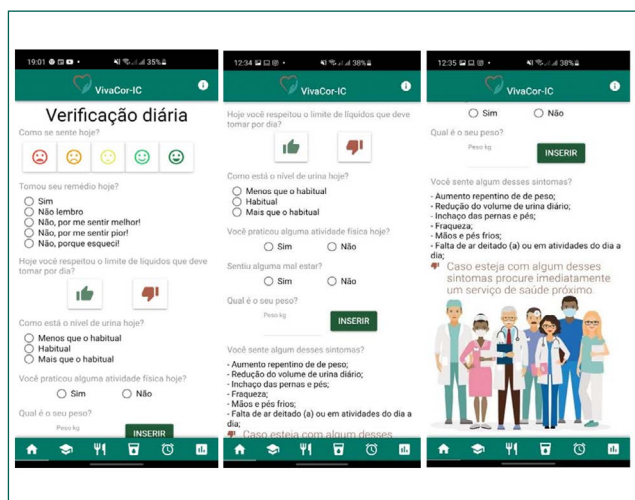 19:01
35%
VivaCor-IC
Verificação diária
Como se sente hoje?
Tomou seu remédio hoje?
Sim
Não lembro
Não, por me sentir melhor!
Não, por me sentir pior!
Não, porque esqueci!
Hoje você respeitou o limite de líquidos que deve
tomar por dia?
Como está o nível de urina hoje?
Menos que o habitual
Habitual
Mais que o habitual
Você praticou alguma atividade física hoje?
Sim Não
Qual é o seu peso?
Peso kg
INSERIR
12:34
38%
VivaCor-IC
Hoje você respeitou o limite de líquidos que deve
tomar por dia?
Como está o nível de urina hoje?
Menos que o habitual
Habitual
Mais que o habitual
Você praticou alguma atividade física hoje?
Sim Não
Sentiu alguma mal estar?
Sim Não
Qual é o seu peso?
Peso kg
INSERIR
Você sente algum desses sintomas?
- Aumento repentino de de peso;
- Redução do volume de urina diário;
- Inchaço das pernas e pés;
- Fraqueza;
- Mãos e pés frios;
- Falta de ar deitado (a) ou em atividades do dia a
dia;
Caso esteja com algum desses
12:35
38%
VivaCor-IC
Sim Não
Qual é o seu peso?
Peso kg
INSERIR
Você sente algum desses sintomas?
- Aumento repentino de de peso;
- Redução do volume de urina diário;
- Inchaço das pernas e pés;
- Fraqueza;
- Mãos e pés frios;
- Falta de ar deitado (a) ou em atividades do dia a
dia;
Caso esteja com algum desses
sintomas procure imediatamente
um serviço de saúde próximo.